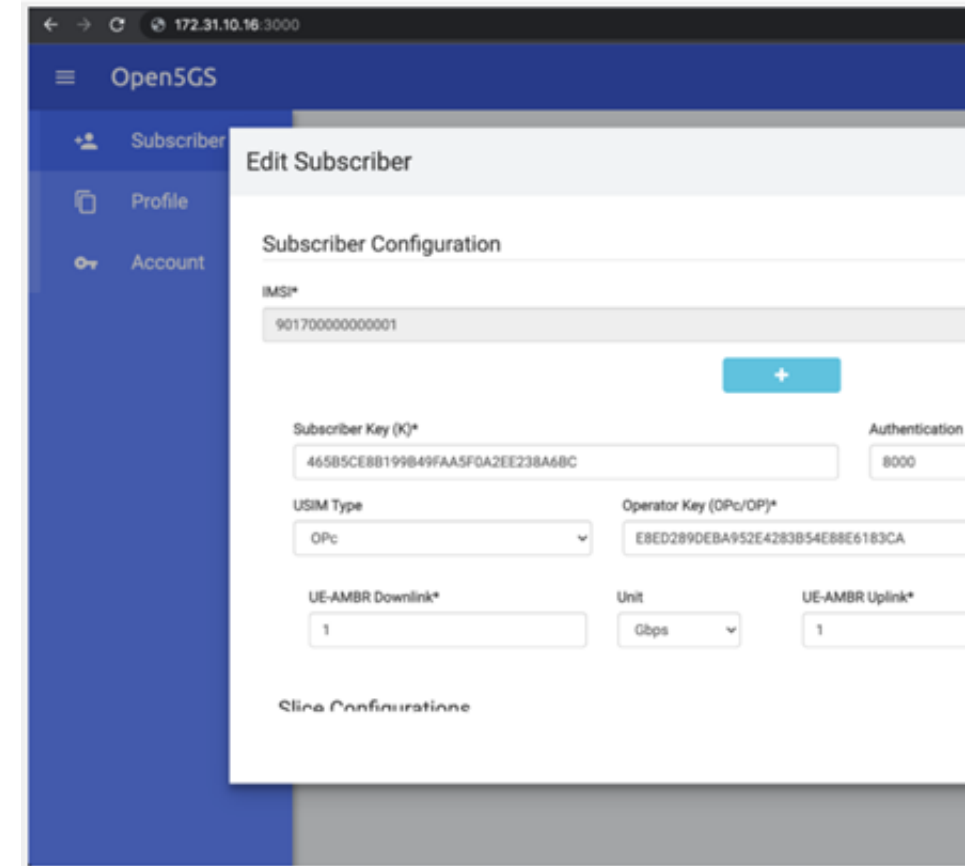 172.31.10.16:3000
Open5GS
Subscriber
Profile
Account
Edit Subscriber
Subscriber Configuration
IMSI*
901700000000001
+
Subscriber Key (K)* Authentication
465B5CE8B199B49FAA5F0A2EE238A6BC 8000
USIM Type Operator Key (OPc/OP)*
OPc E8ED289DEBA952E4283B54E88E6183CA
UE-AMBR Downlink* Unit UE-AMBR Uplink*
1 Gbps 1
Slice Configurations